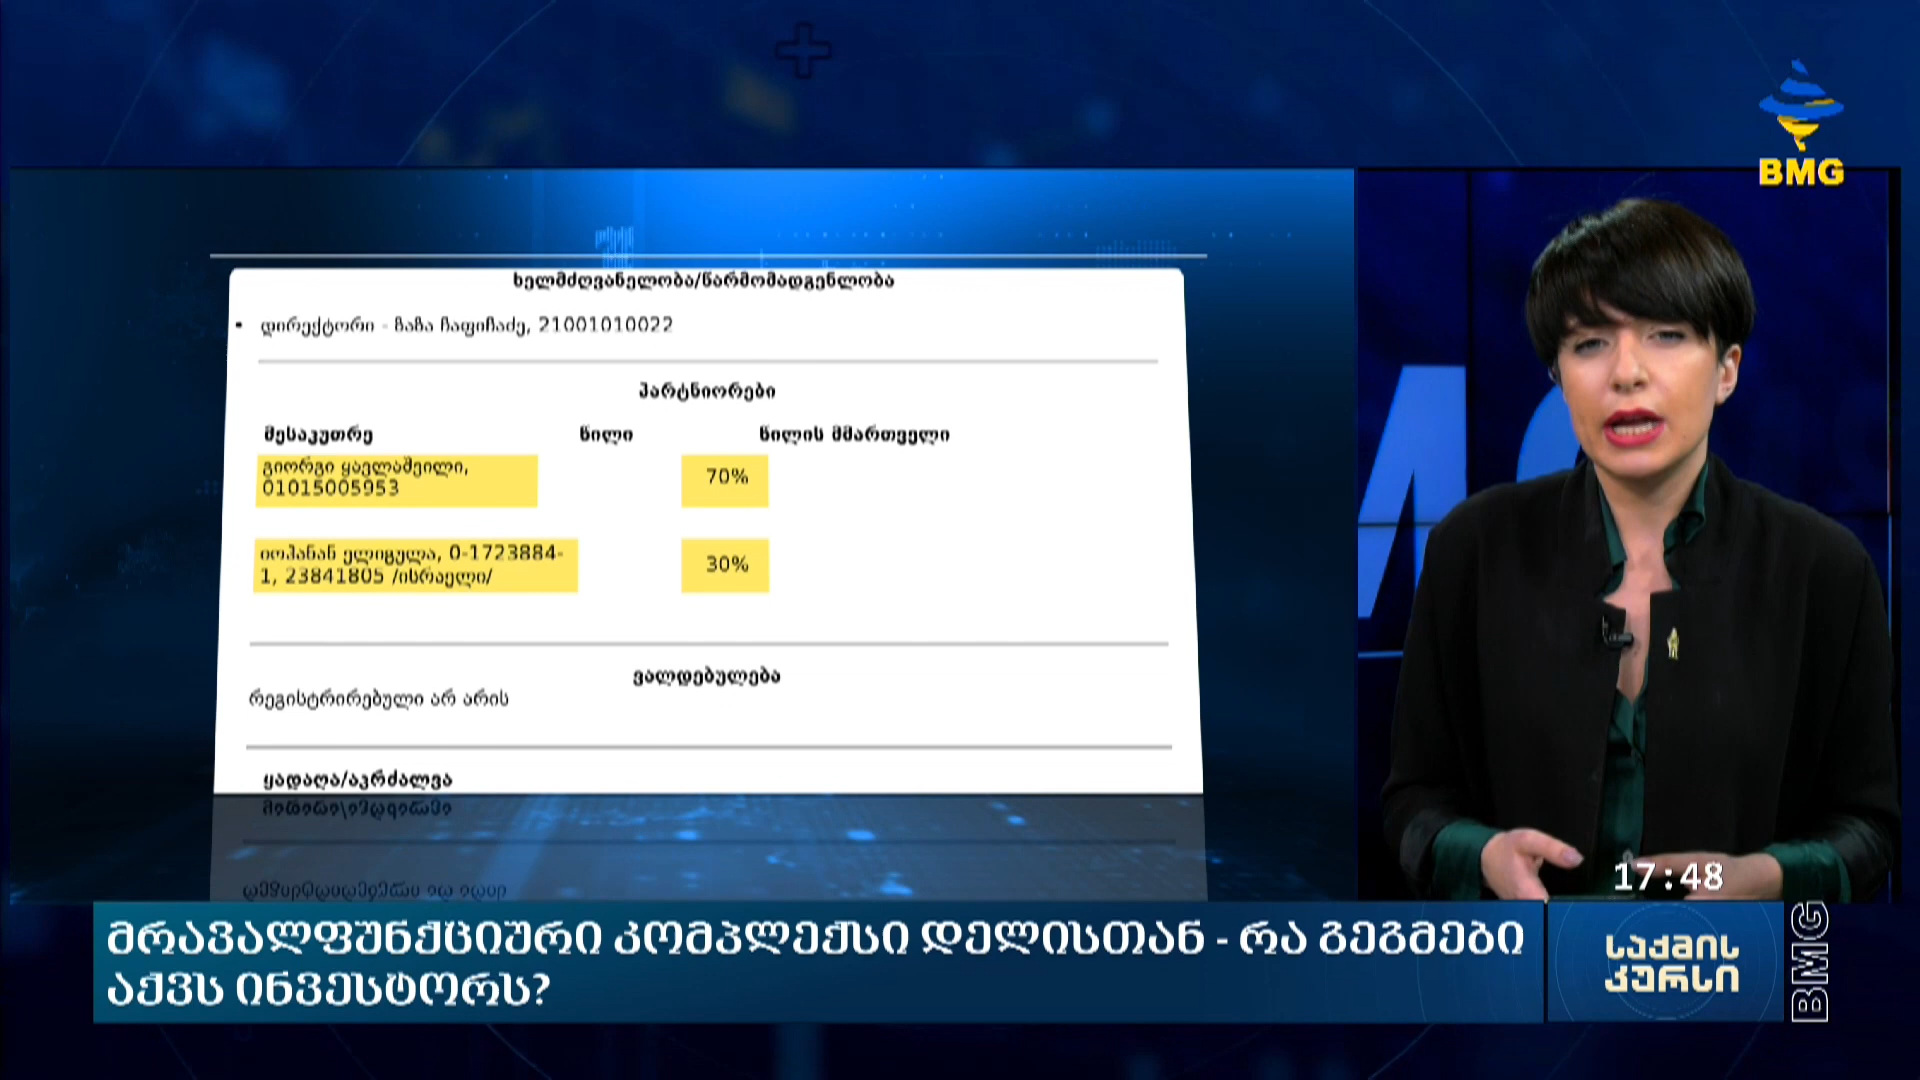 BMG
ხელმძღვანელობა/წარმომადგენლობა
▪ დირექტორი - ზაზა ჩაფიჩაძე, 21001010022
პარტნიორები
მესაკუთრე წილი წილის მმართველი
გიორგი ყავლაშვილი,
01015005953
70%
იოჰანან ელიგულა, 0-1723884-
1, 23841805 /ისრაელი/
30%
ვალდებულება
რეგისტრირებული არ არის
ყადაღა/აკრძალვა
17:48
მრავალფუნქციური კომპლექსი დელისთან - რა გეგმები
აქვს ინვესტორს?
საქმის
კურსი
BMG